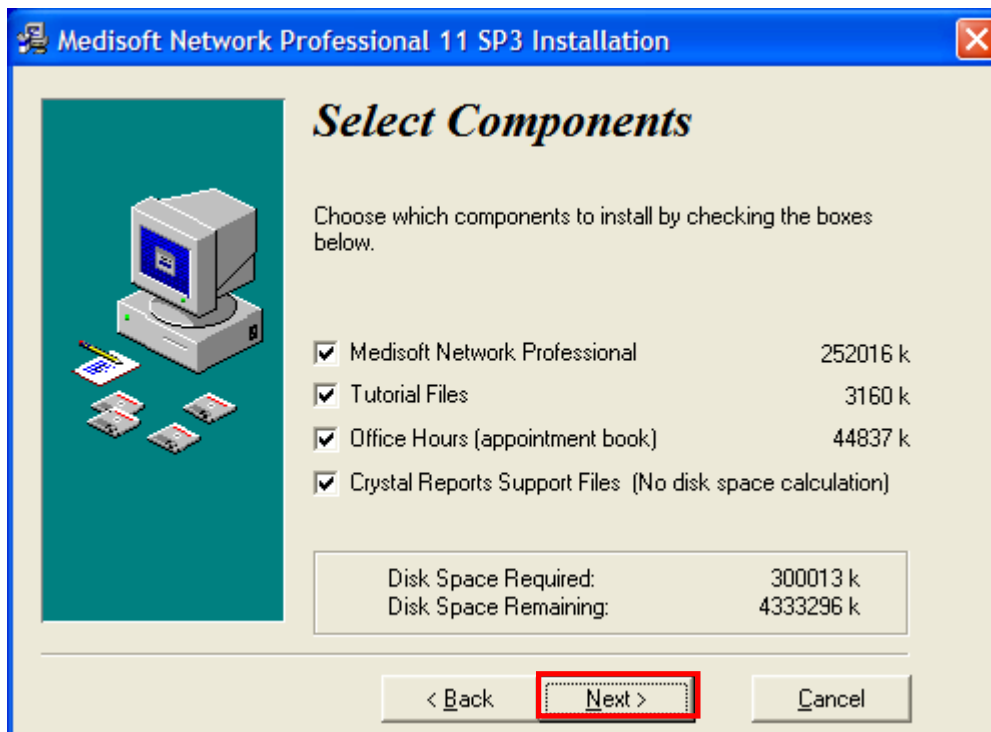 Medisoft Network Professional 11 SP3 Installation
Select Components
Choose which components to install by checking the boxes
below.
Medisoft Network Professional 252016 k
Tutorial Files 3160 k
Office Hours (appointment book) 44837 k
Crystal Reports Support Files (No disk space calculation)
Disk Space Required: 300013 k
Disk Space Remaining: 4333296 k
< Back Next > Cancel